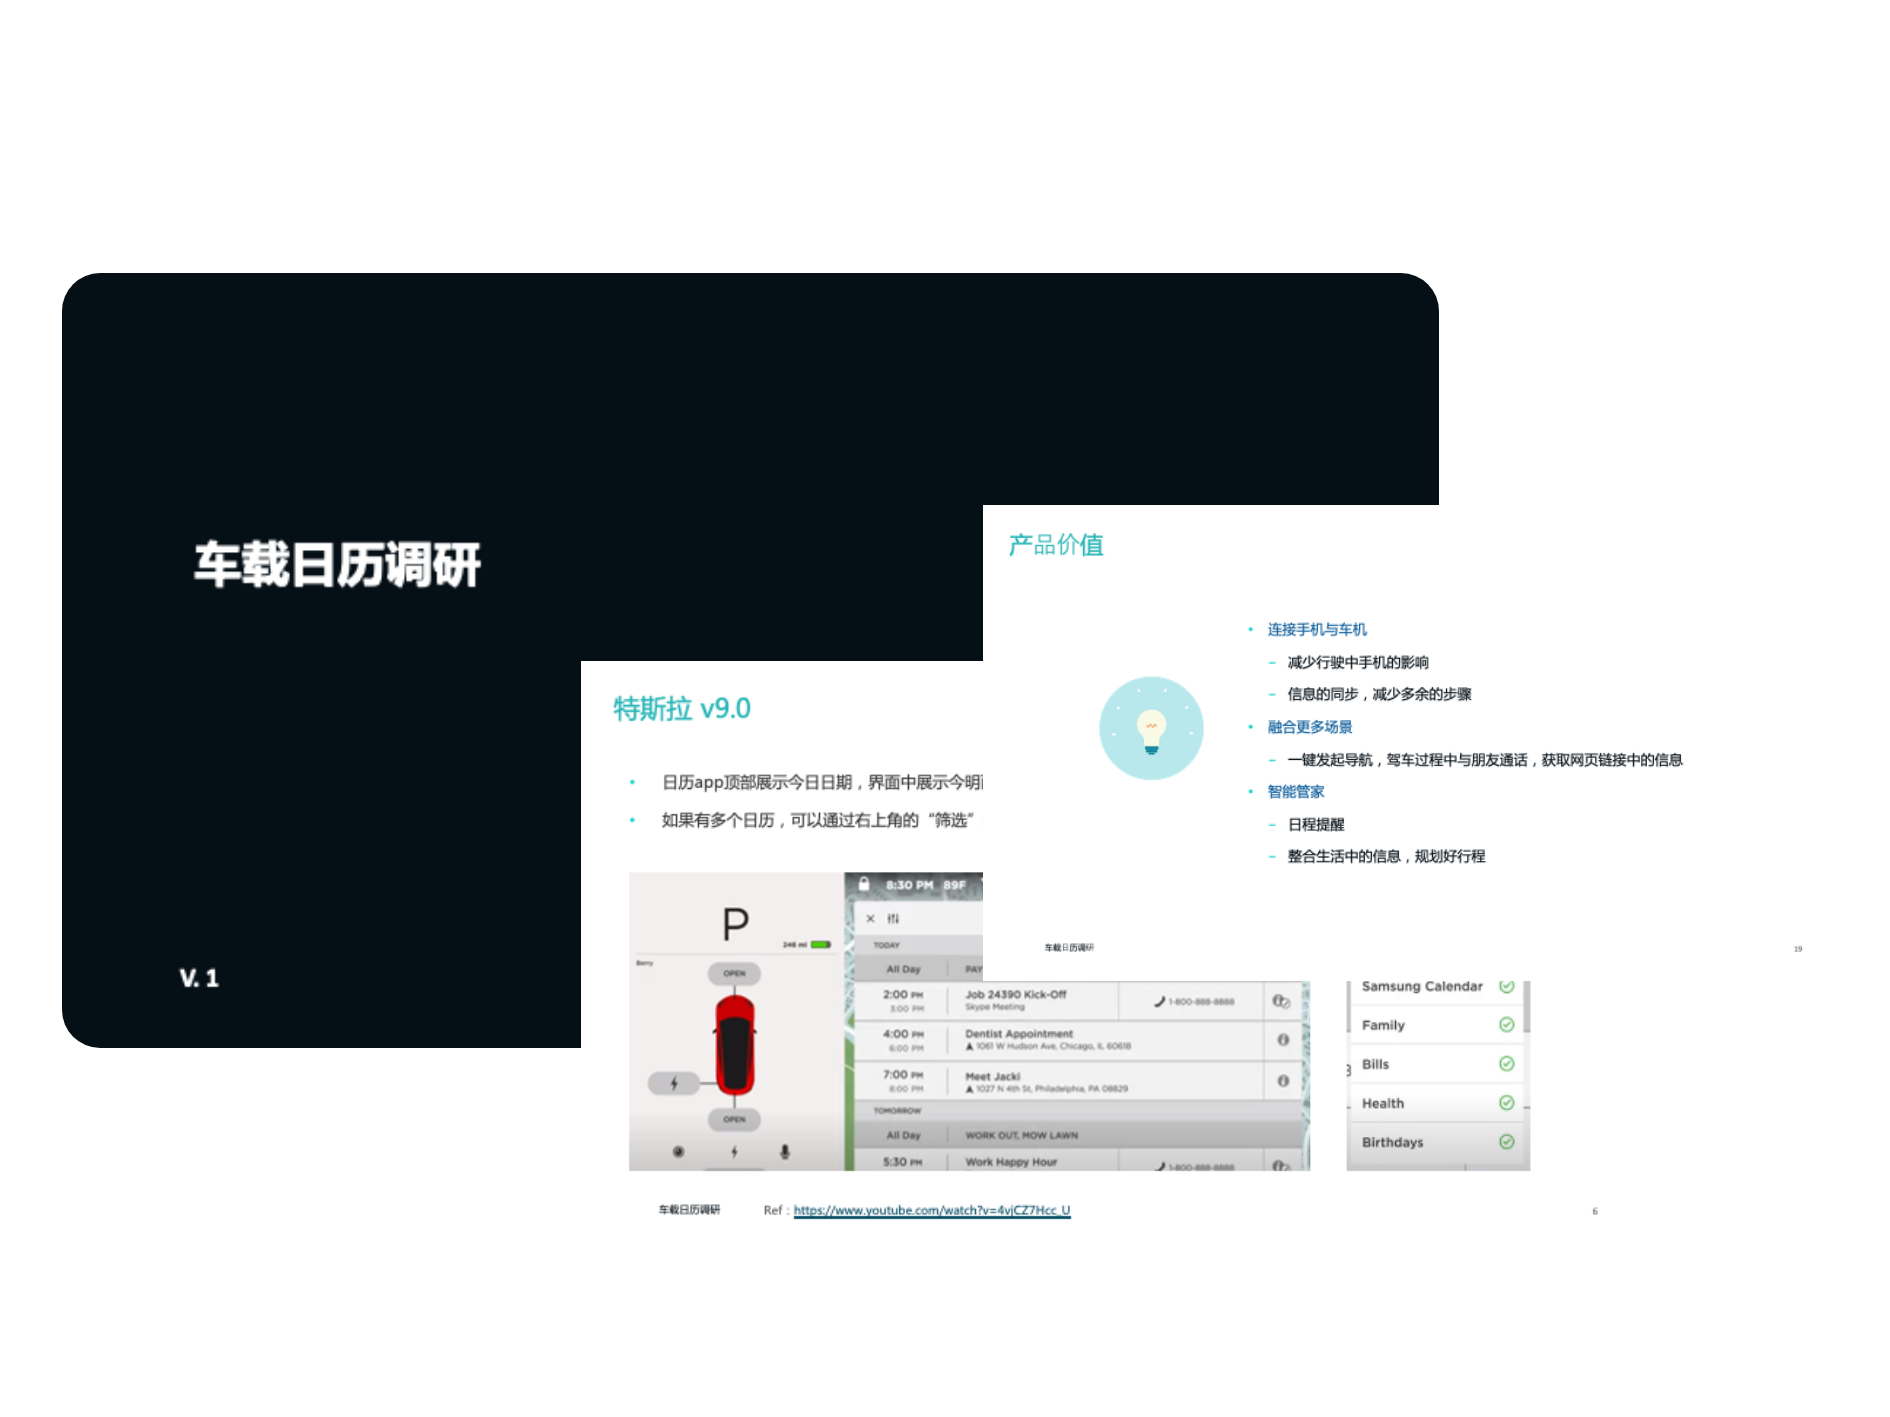 车载日历调研
V. 1
特斯拉 v9.0
• 日历app顶部展示今日日期，界面中展示今明
• 如果有多个日历，可以通过右上角的“筛选”
P
246 mi
Berry
OPEN
OPEN
8:30 PM 89F
TODAY
All Day PAY
2:00 PM Job 24390 Kick-Off 1-800-888-8888
3:00 PM Skype Meeting
4:00 PM Dentist Appointment
6:00 PM 1061 W Hudson Ave, Chicago, IL 60618
7:00 PM Meet Jacki
8:00 PM 1027 N 4th St, Philadelphia, PA 08829
TOMORROW
All Day WORK OUT, MOW LAWN
5:30 PM Work Happy Hour 1-800-888-8888
Samsung Calendar
Family
Bills
Health
Birthdays
车载日历调研 Ref：https://www.youtube.com/watch?v=4vjCZ7Hcc_U 6
产品价值
• 连接手机与车机
– 减少行驶中手机的影响
– 信息的同步，减少多余的步骤
• 融合更多场景
– 一键发起导航，驾车过程中与朋友通话，获取网页链接中的信息
• 智能管家
– 日程提醒
– 整合生活中的信息，规划好行程
车载日历调研 19